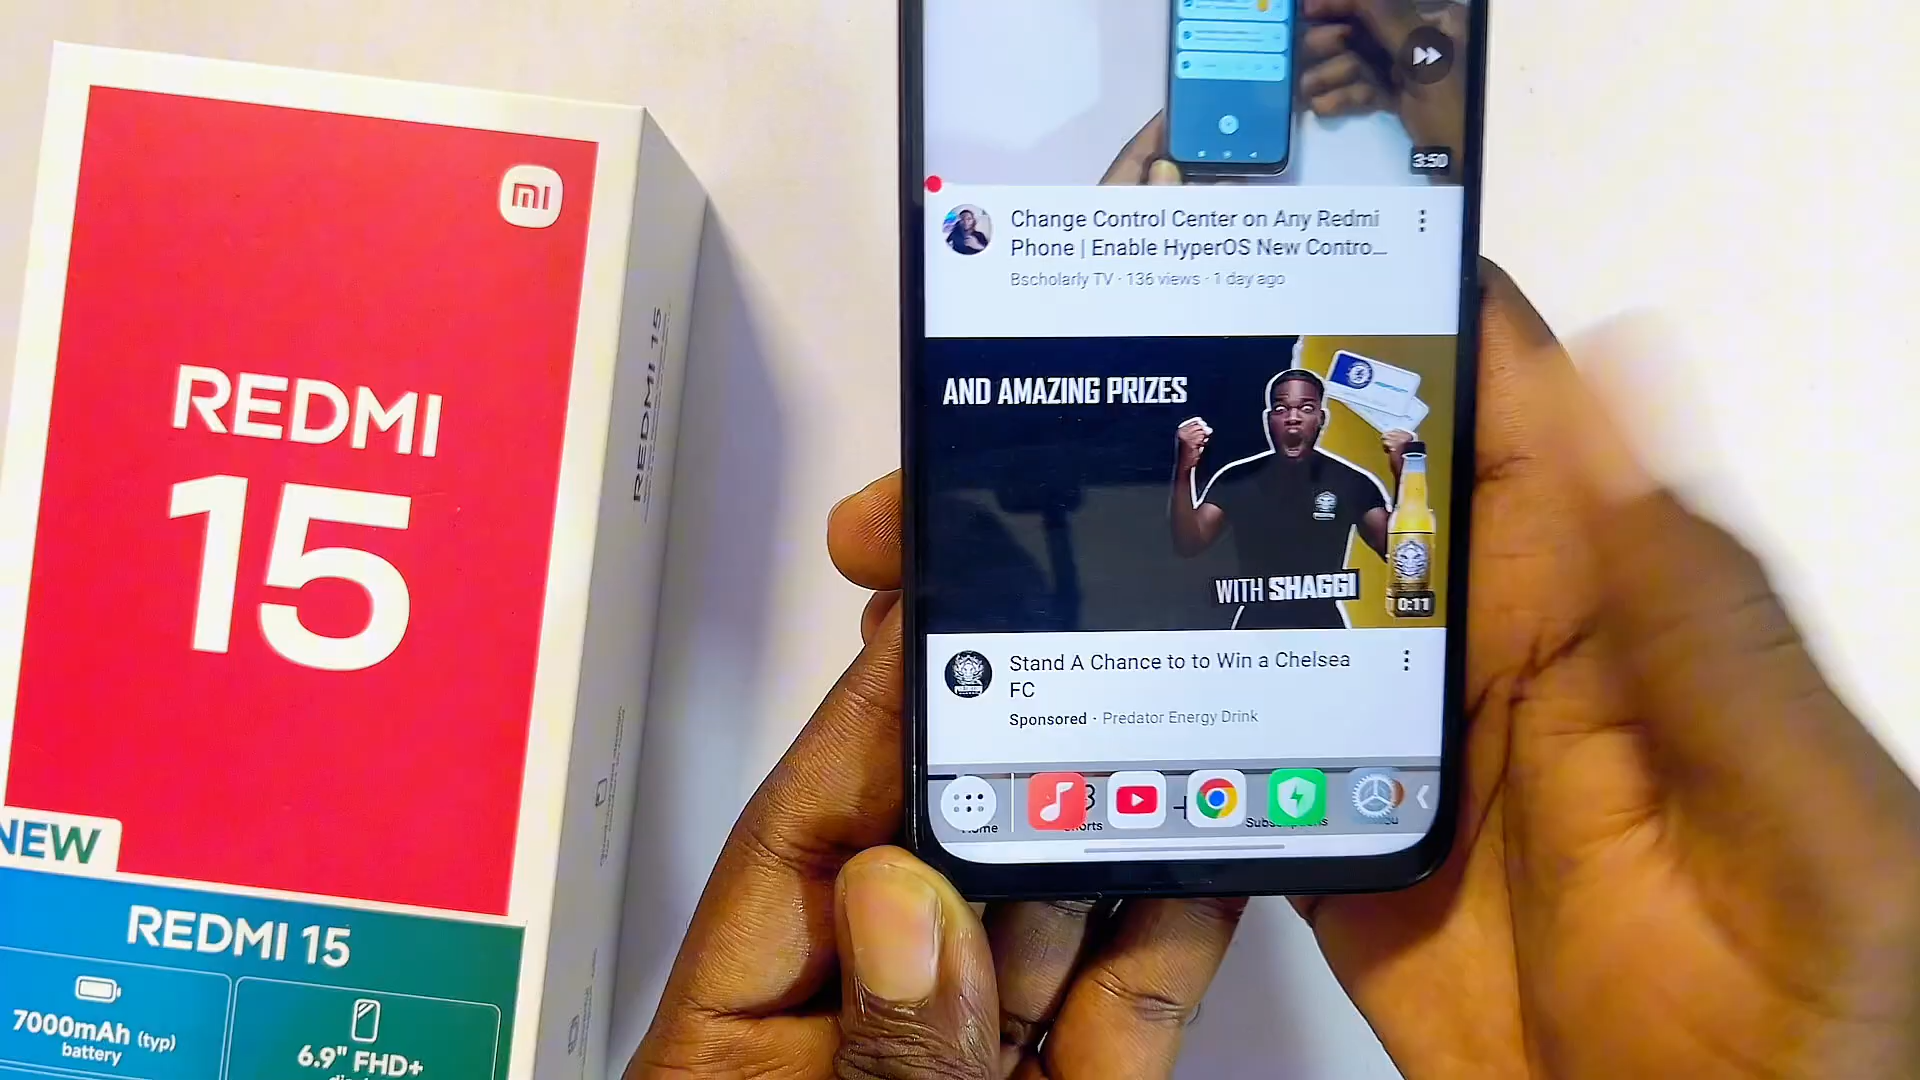 mi
REDMI
15
REDMI 15
NEW
REDMI 15
7000mAh (typ)
battery
6.9" FHD+
3:50
Change Control Center on Any Redmi
Phone | Enable HyperOS New Contro...
Bscholarly TV · 136 views · 1 day ago
AND AMAZING PRIZES
WITH SHAGGI
0:11
Stand A Chance to to Win a Chelsea
FC
Sponsored · Predator Energy Drink